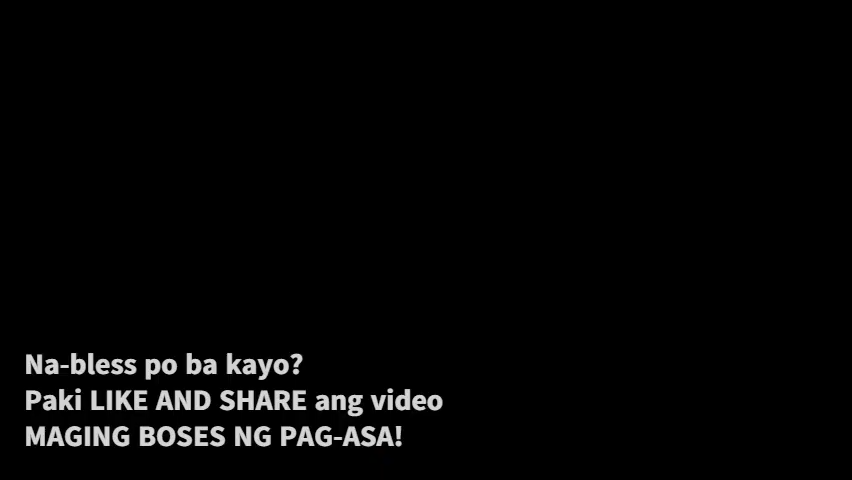 Na-bless po ba kayo?
Paki LIKE AND SHARE ang video
MAGING BOSES NG PAG-ASA!